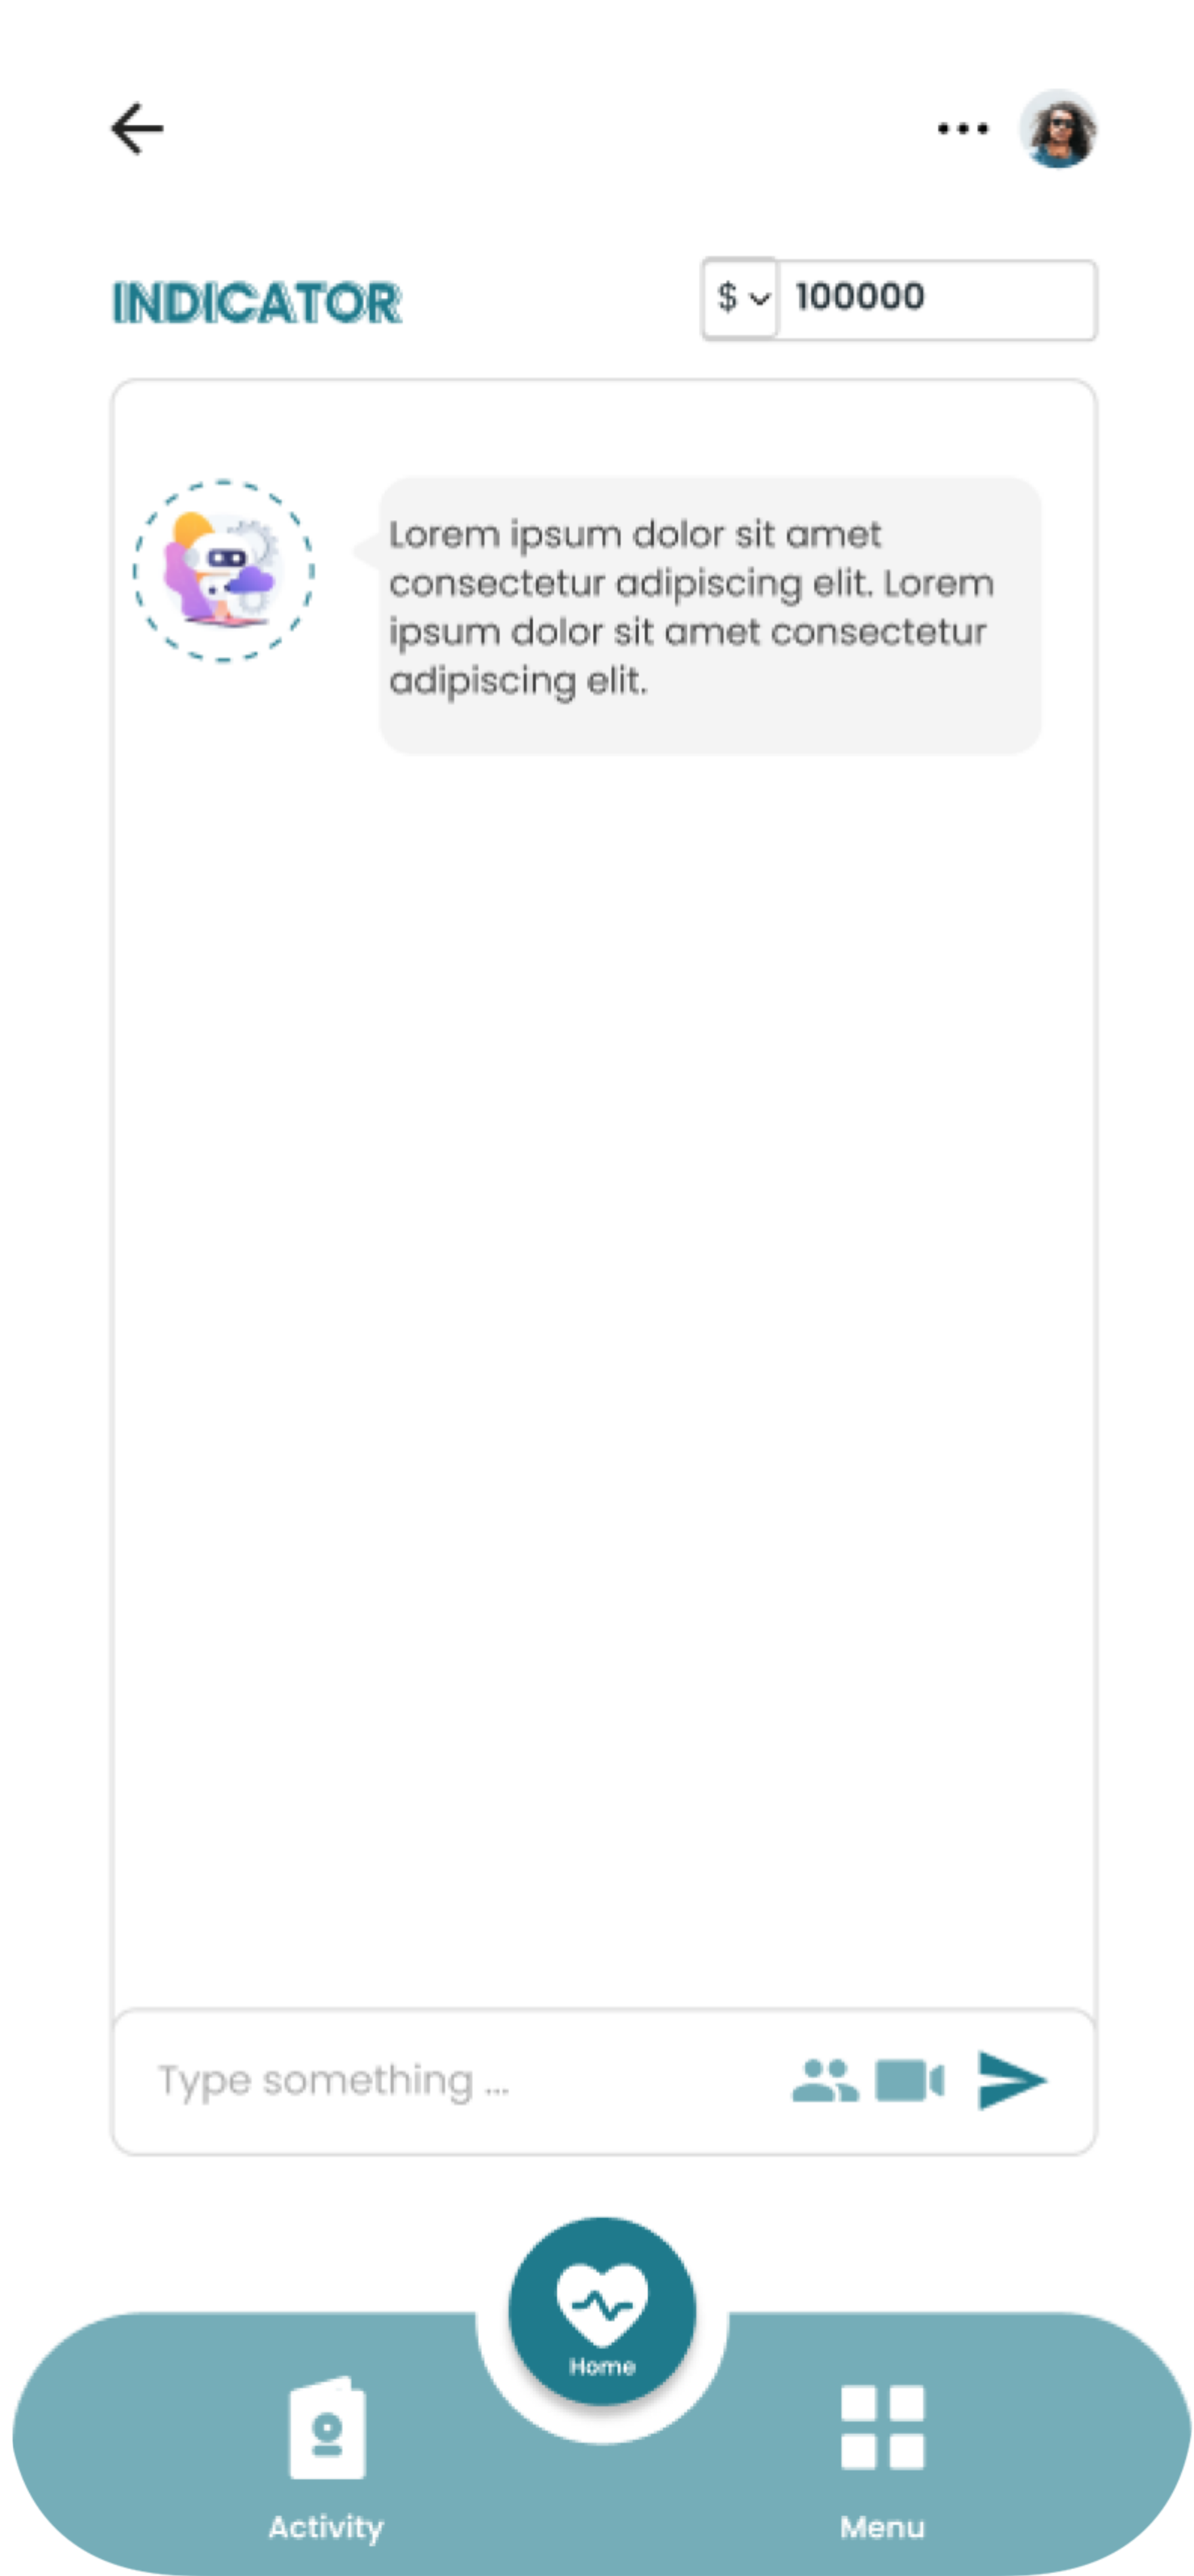 INDICATOR
$ 100000
Lorem ipsum dolor sit amet
consectetur adipiscing elit. Lorem
ipsum dolor sit amet consectetur
adipiscing elit.
Type something ...
Home
Activity
Menu